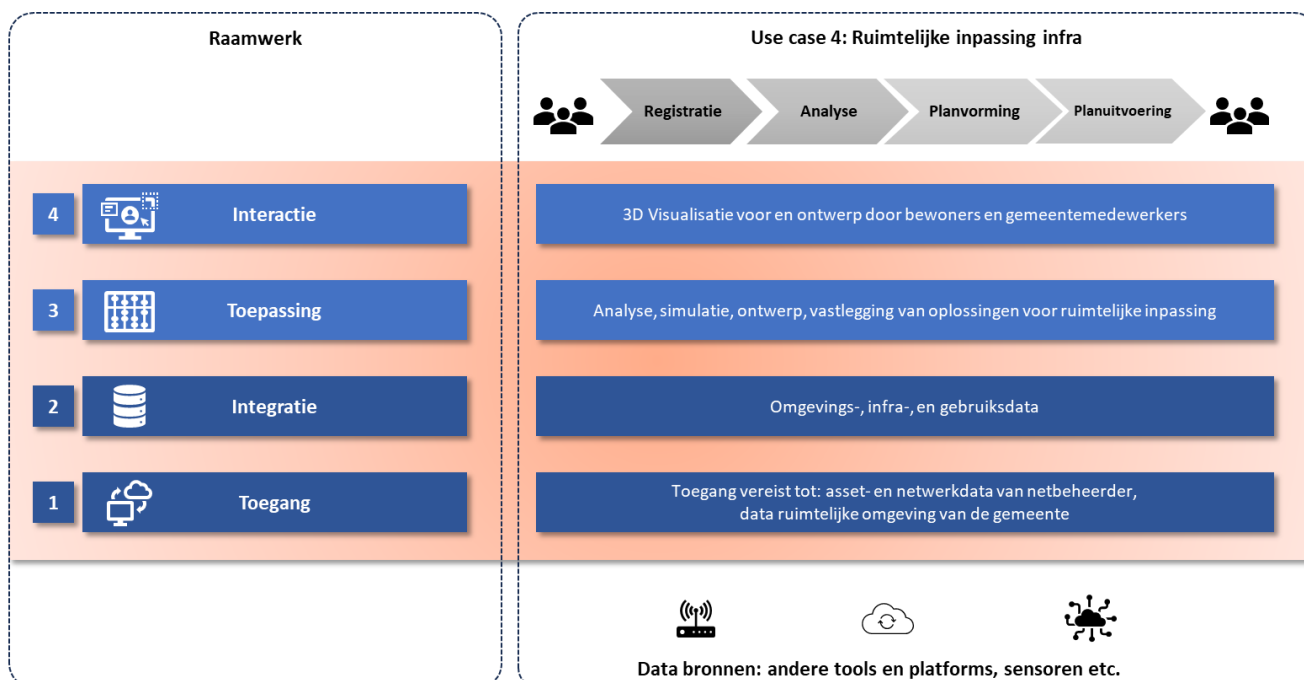 Raamwerk
Use case 4: Ruimtelijke inpassing infra
Registratie
Analyse
Planvorming
Planuitvoering
4
Interactie
3D Visualisatie voor en ontwerp door bewoners en gemeentemedewerkers
3
Toepassing
Analyse, simulatie, ontwerp, vastlegging van oplossingen voor ruimtelijke inpassing
2
Integratie
Omgevings-, infra-, en gebruiksdata
1
Toegang
Toegang vereist tot: asset- en netwerkdata van netbeheerder,
data ruimtelijke omgeving van de gemeente
Data bronnen: andere tools en platforms, sensoren etc.